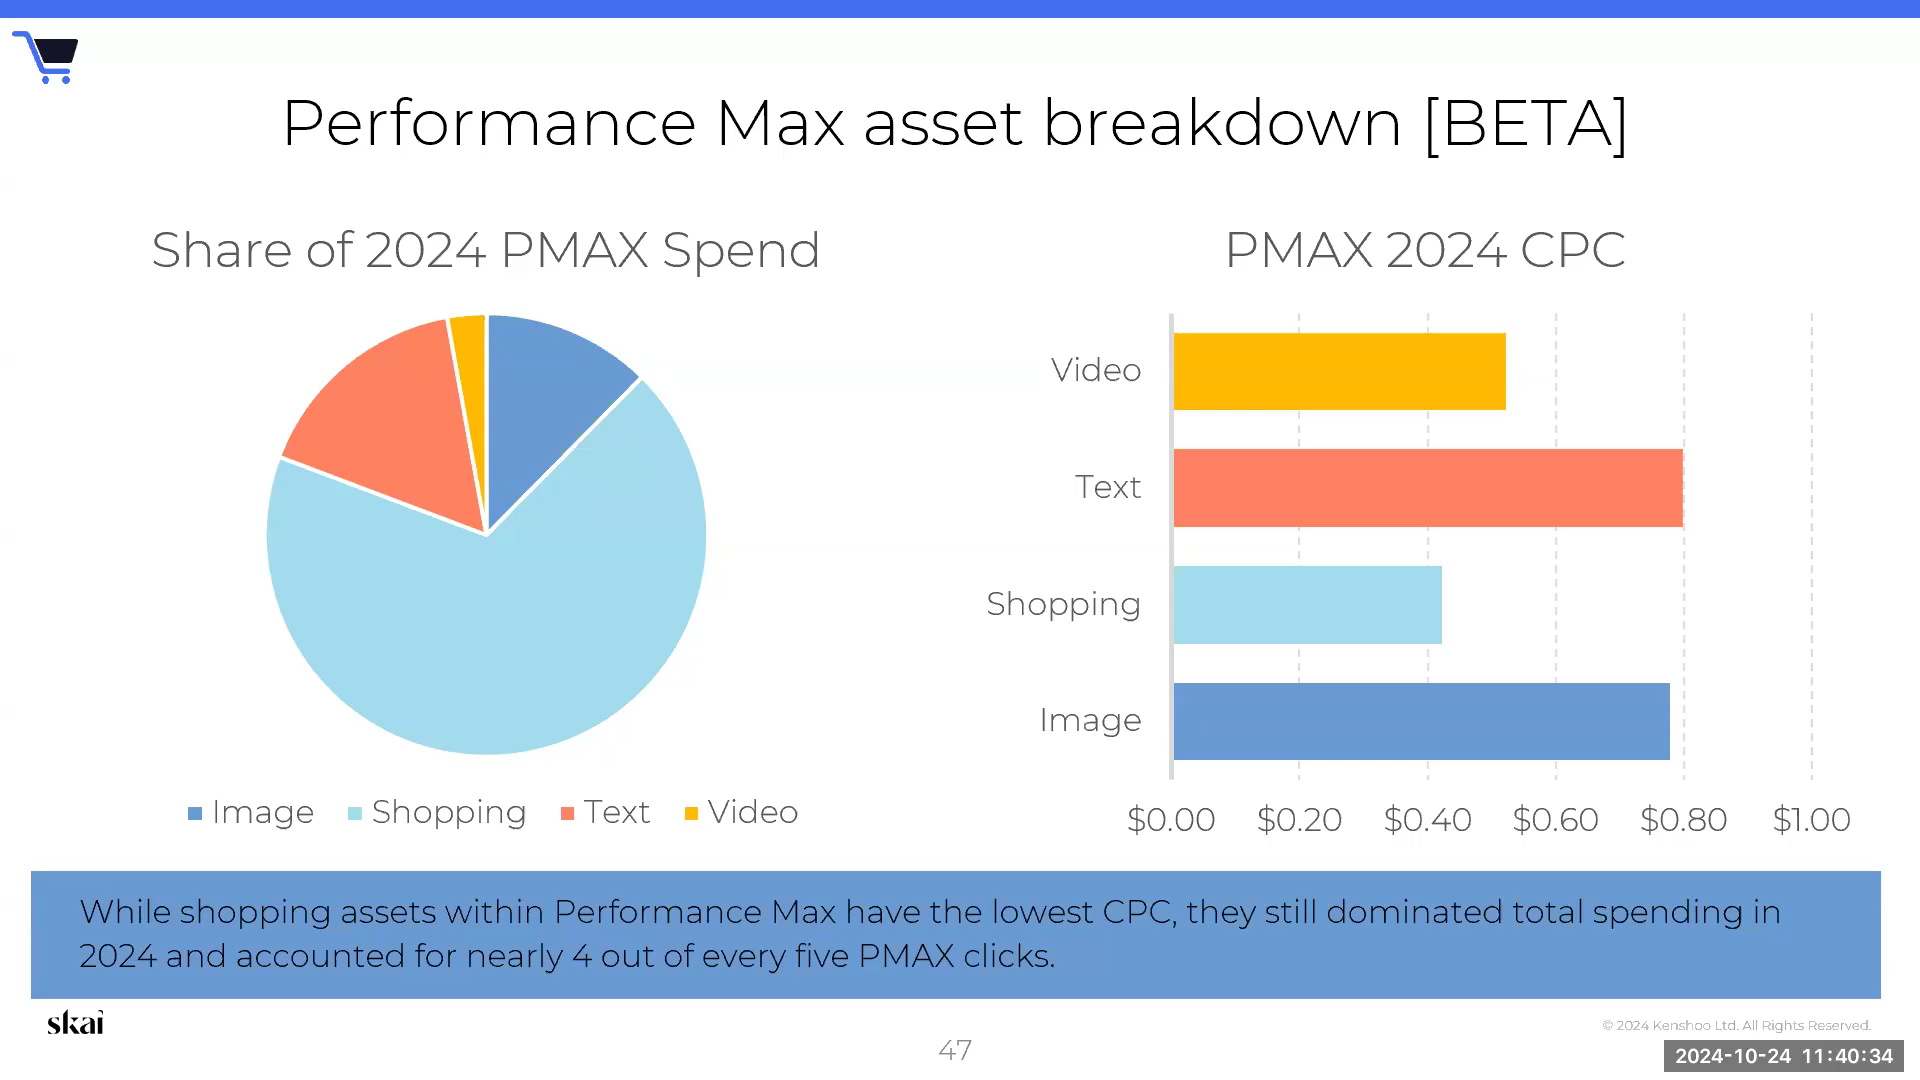 Performance Max asset breakdown [BETA]
Share of 2024 PMAX Spend
Image Shopping Text Video
PMAX 2024 CPC
Video
Text
Shopping
Image
$0.00 $0.20 $0.40 $0.60 $0.80 $1.00
While shopping assets within Performance Max have the lowest CPC, they still dominated total spending in
2024 and accounted for nearly 4 out of every five PMAX clicks.
skai
© 2024 Kenshoo Ltd. All Rights Reserved.
47
2024-10-24 11:40:34